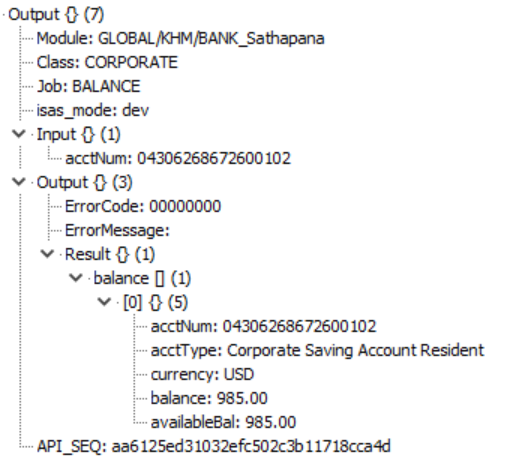 Output {} (7)
Module: GLOBAL/KHM/BANK_Sathapana
Class: CORPORATE
Job: BALANCE
isas_mode: dev
Input {} (1)
acctNum: 04306268672600102
Output {} (3)
ErrorCode: 00000000
ErrorMessage:
Result {} (1)
balance [] (1)
[0] {} (5)
acctNum: 04306268672600102
acctType: Corporate Saving Account Resident
currency: USD
balance: 985.00
availableBal: 985.00
API_SEQ: aa6125ed31032efc502c3b11718cca4d